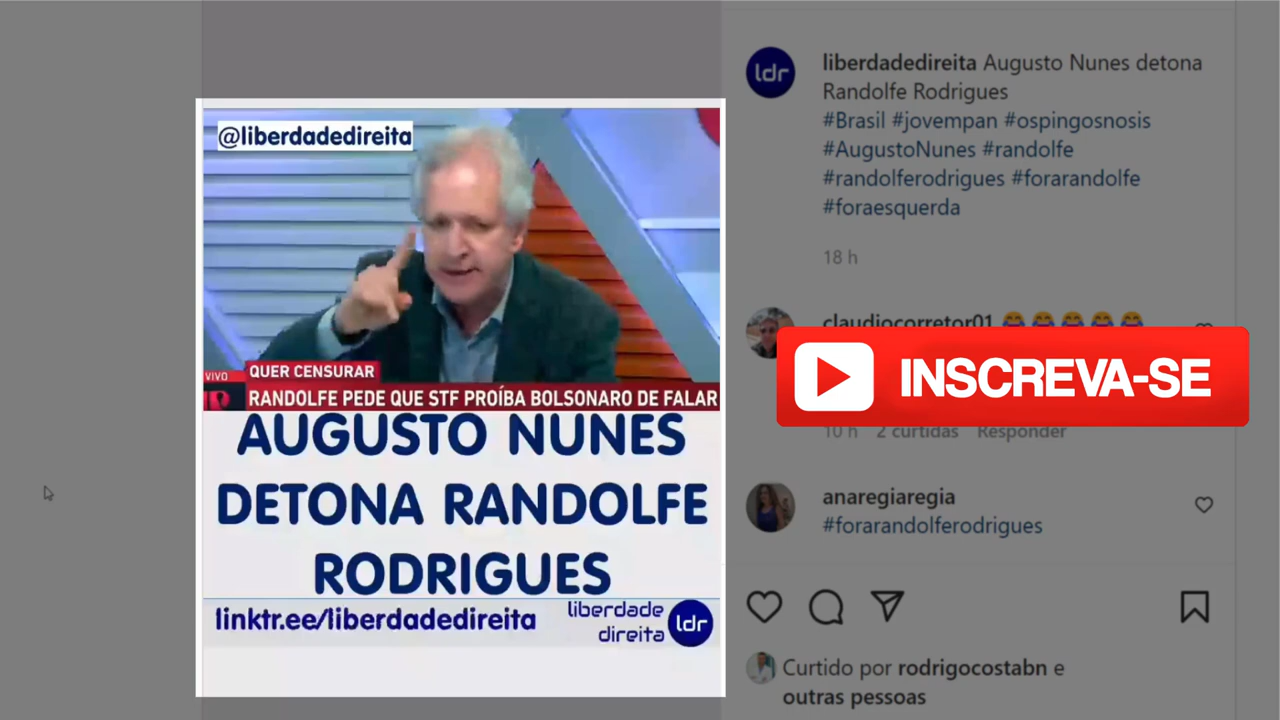 @liberdadedireita
VIVO
QUER CENSURAR
RANDOLFE PEDE QUE STF PROÍBA BOLSONARO DE FALAR
AUGUSTO NUNES
DETONA RANDOLFE
RODRIGUES
linktr.ee/liberdadedireita
liberdade
direita
ldr
ldr
liberdadedireita Augusto Nunes detona
Randolfe Rodrigues
#Brasil #jovempan #ospingosnosis
#AugustoNunes #randolfe
#randolferodrigues #forarandolfe
#foraesquerda
18 h
claudiocorretor01 😂😂😂😂😂
INSCREVA-SE
10 h 2 curtidas Responder
anaregiaregia
#forarandolferodrigues
Curtido por rodrigocostabn e
outras pessoas